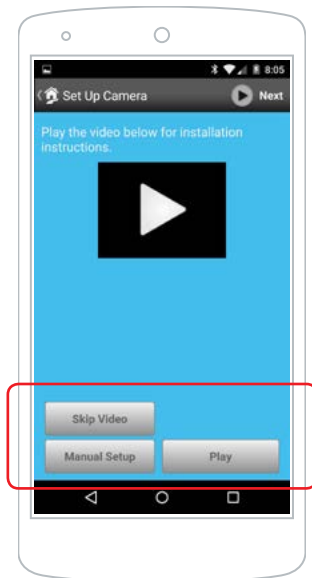 8:05
Set Up Camera
Next
Play the video below for installation
instructions.
Skip Video
Manual Setup
Play